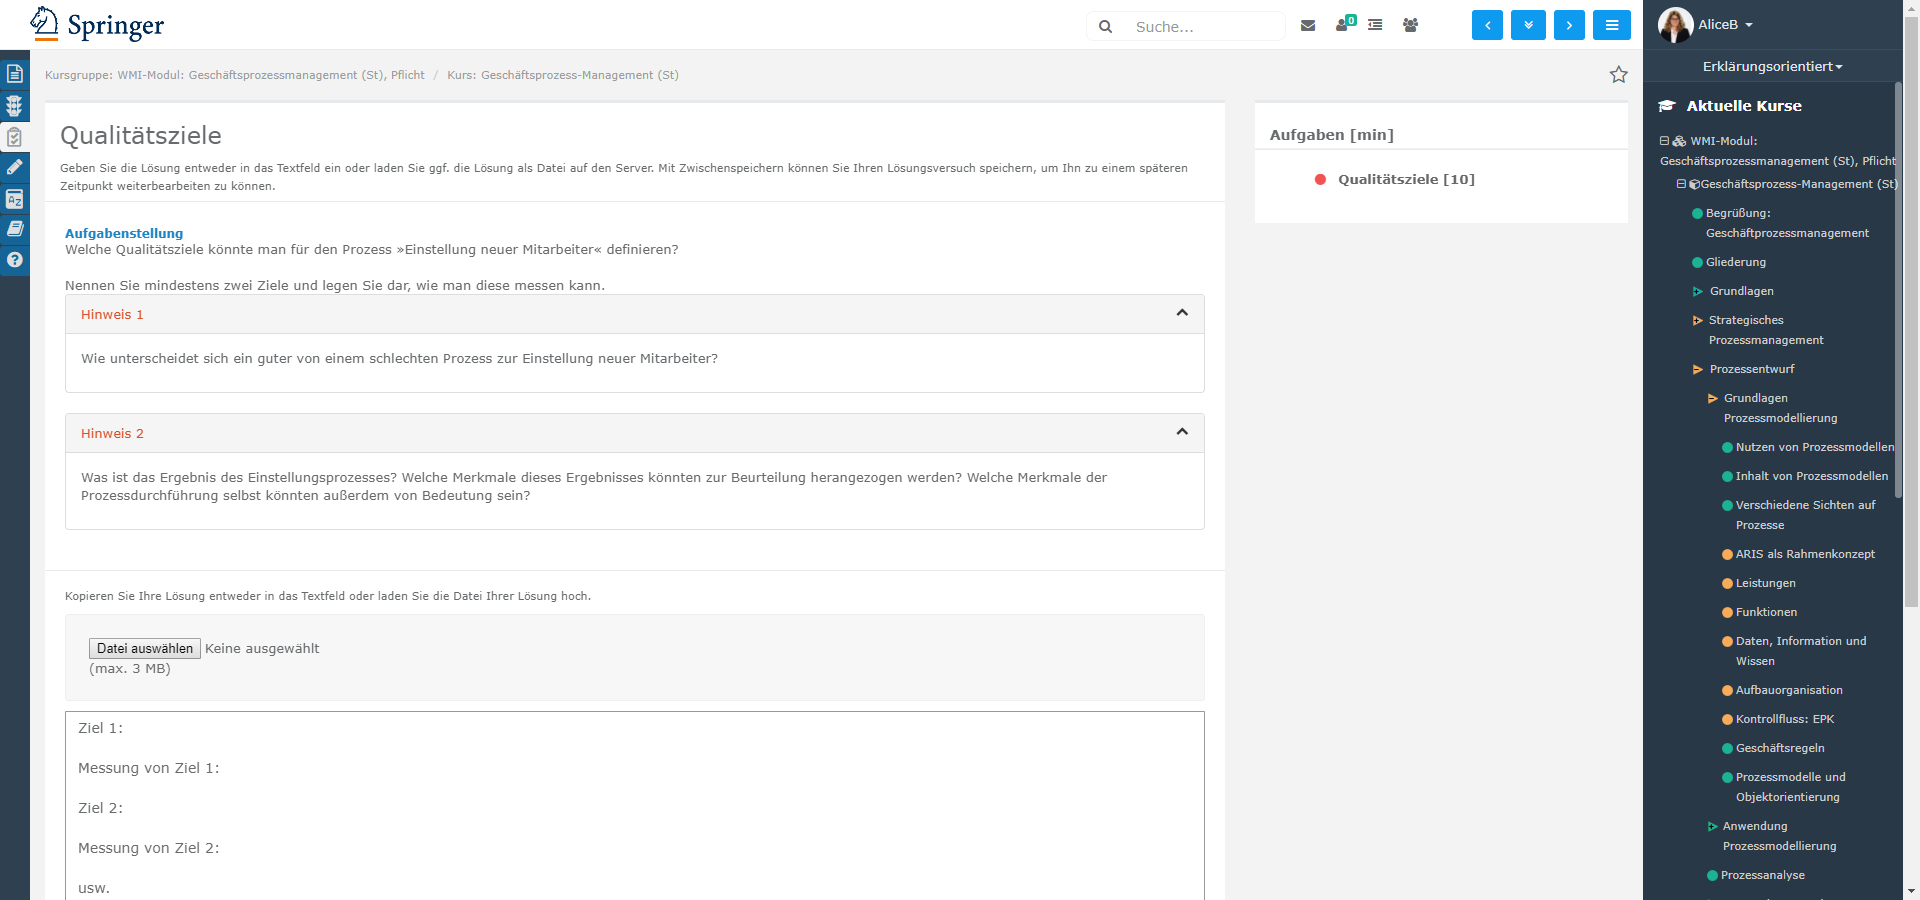 Springer
Suche...
0
AliceB
Erklärungsorientiert
Kursgruppe: WMI-Modul: Geschäftsprozessmanagement (St), Pflicht / Kurs: Geschäftsprozess-Management (St)
Qualitätsziele
Geben Sie die Lösung entweder in das Textfeld ein oder laden Sie ggf. die Lösung als Datei auf den Server. Mit Zwischenspeichern können Sie Ihren Lösungsversuch speichern, um Ihn zu einem späteren
Zeitpunkt weiterbearbeiten zu können.
Aufgabenstellung
Welche Qualitätsziele könnte man für den Prozess »Einstellung neuer Mitarbeiter« definieren?
Nennen Sie mindestens zwei Ziele und legen Sie dar, wie man diese messen kann.
Hinweis 1
Wie unterscheidet sich ein guter von einem schlechten Prozess zur Einstellung neuer Mitarbeiter?
Hinweis 2
Was ist das Ergebnis des Einstellungsprozesses? Welche Merkmale dieses Ergebnisses könnten zur Beurteilung herangezogen werden? Welche Merkmale der
Prozessdurchführung selbst könnten außerdem von Bedeutung sein?
Kopieren Sie Ihre Lösung entweder in das Textfeld oder laden Sie die Datei Ihrer Lösung hoch.
Datei auswählen Keine ausgewählt
(max. 3 MB)
Ziel 1:
Messung von Ziel 1:
Ziel 2:
Messung von Ziel 2:
usw.
Aufgaben [min]
Qualitätsziele [10]
Aktuelle Kurse
WMI-Modul:
Geschäftsprozessmanagement (St), Pflicht
Geschäftsprozess-Management (St)
Begrüßung:
Geschäftprozessmanagement
Gliederung
Grundlagen
Strategisches
Prozessmanagement
Prozessentwurf
Grundlagen
Prozessmodellierung
Nutzen von Prozessmodellen
Inhalt von Prozessmodellen
Verschiedene Sichten auf
Prozesse
ARIS als Rahmenkonzept
Leistungen
Funktionen
Daten, Information und
Wissen
Aufbauorganisation
Kontrollfluss: EPK
Geschäftsregeln
Prozessmodelle und
Objektorientierung
Anwendung
Prozessmodellierung
Prozessanalyse